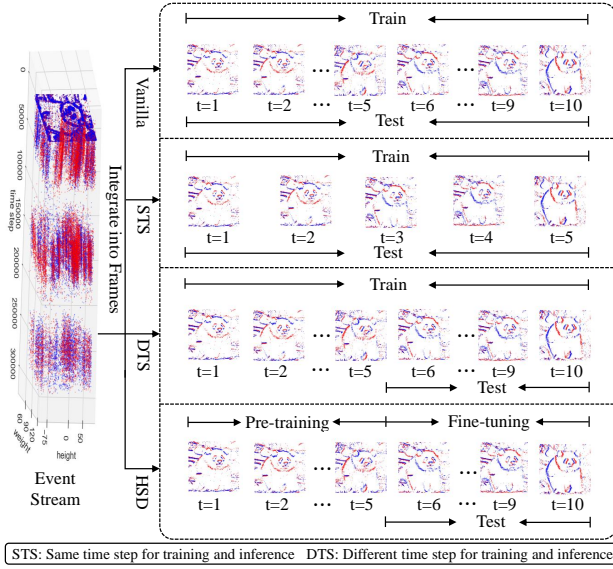 Train
t=1 t=2 ... t=5 t=6 ... t=9 t=10
Test
Vanilla
Train
t=1 t=2 t=3 t=4 t=5
Test
STS
Train
t=1 t=2 ... t=5 t=6 ... t=9 t=10
Test
DTS
Pre-training Fine-tuning
t=1 t=2 ... t=5 t=6 ... t=9 t=10
Test
HSD
Integrate into Frames
0
50000
100000
150000
time step
200000
250000
300000
60
90
120
weight
-75
0
50
height
Event
Stream
STS: Same time step for training and inference DTS: Different time step for training and inference